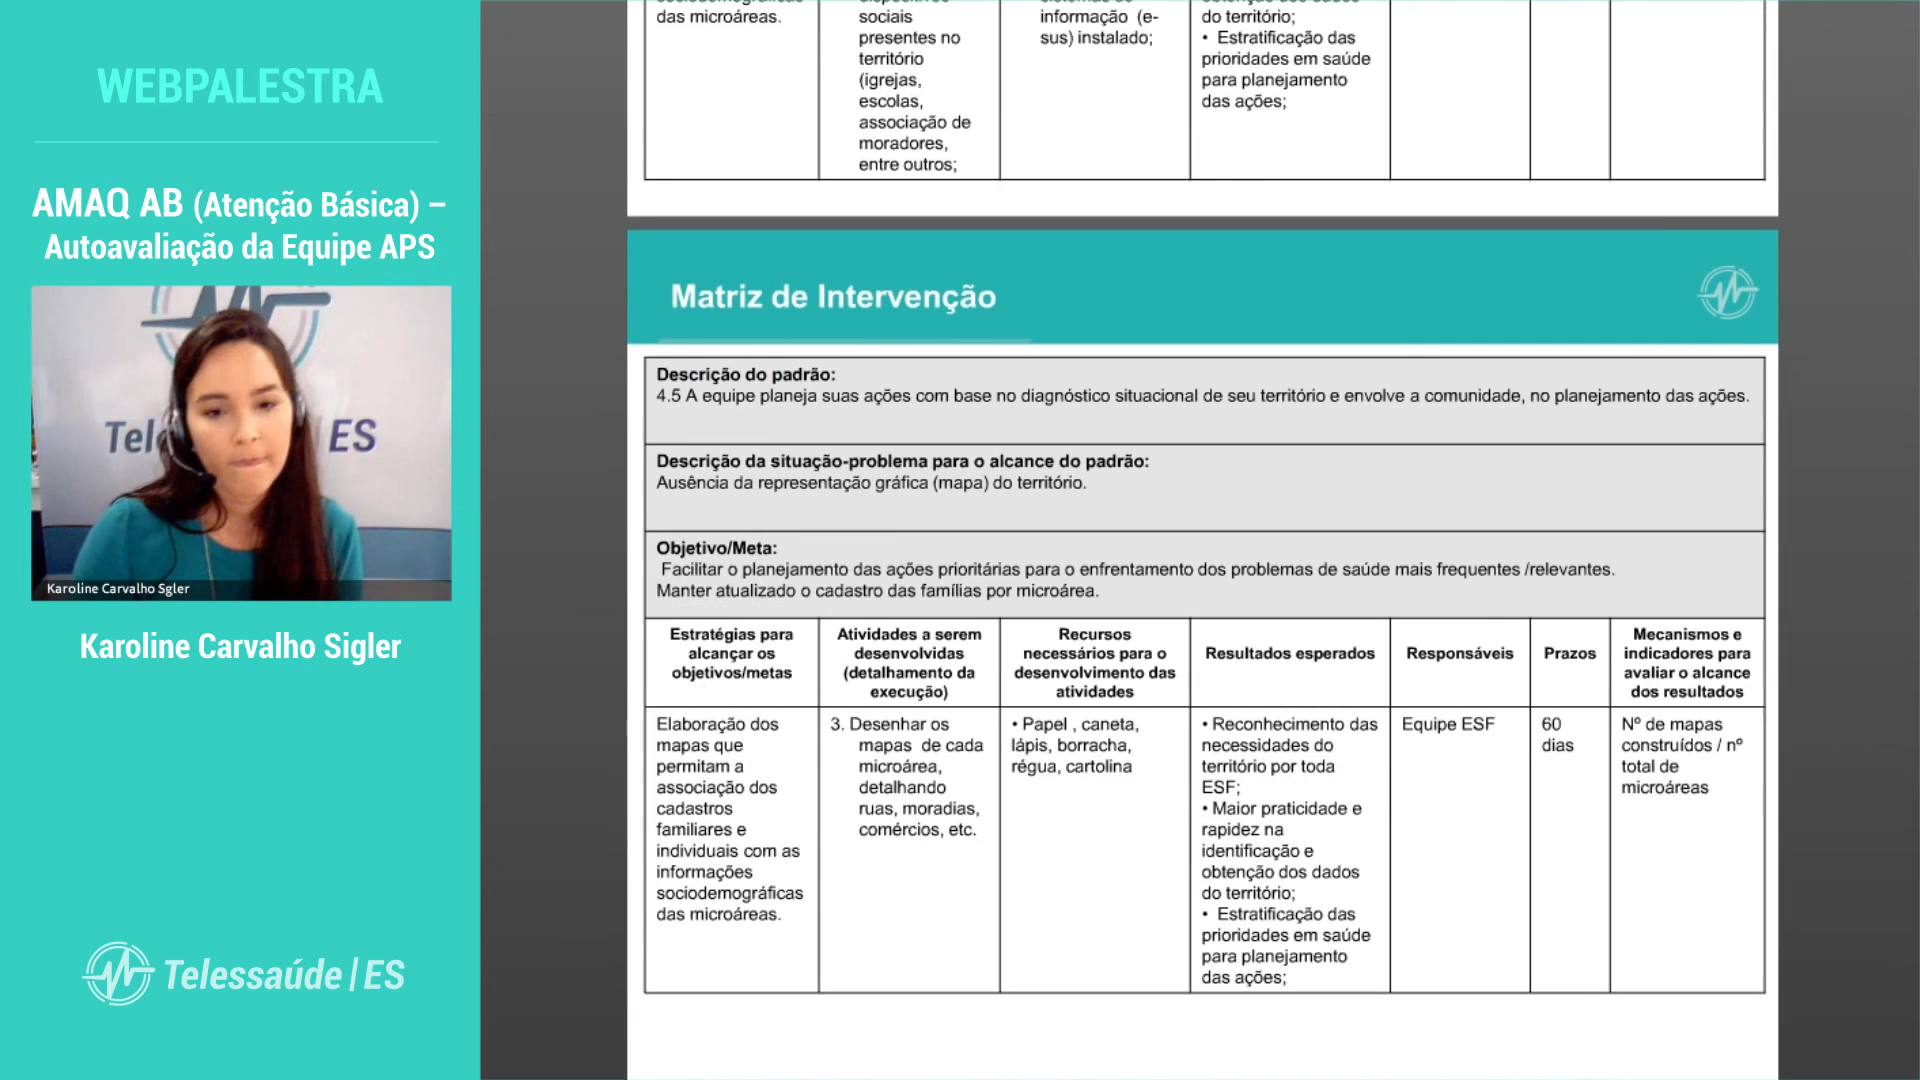 WEBPALESTRA
AMAQ AB (Atenção Básica) –
Autoavaliação da Equipe APS
Tel ES
Karoline Carvalho Sgler
Karoline Carvalho Sigler
Telessaúde|ES
das microáreas.
sociais
presentes no
território
(igrejas,
escolas,
associação de
moradores,
entre outros;
informação (e-
sus) instalado;
do território;
• Estratificação das
prioridades em saúde
para planejamento
das ações;
Matriz de Intervenção
Descrição do padrão:
4.5 A equipe planeja suas ações com base no diagnóstico situacional de seu território e envolve a comunidade, no planejamento das ações.
Descrição da situação-problema para o alcance do padrão:
Ausência da representação gráfica (mapa) do território.
Objetivo/Meta:
Facilitar o planejamento das ações prioritárias para o enfrentamento dos problemas de saúde mais frequentes /relevantes.
Manter atualizado o cadastro das famílias por microárea.
Estratégias para
alcançar os
objetivos/metas
Atividades a serem
desenvolvidas
(detalhamento da
execução)
Recursos
necessários para o
desenvolvimento das
atividades
Resultados esperados
Responsáveis
Prazos
Mecanismos e
indicadores para
avaliar o alcance
dos resultados
Elaboração dos
mapas que
permitam a
associação dos
cadastros
familiares e
individuais com as
informações
sociodemográficas
das microáreas.
3. Desenhar os
mapas de cada
microárea,
detalhando
ruas, moradias,
comércios, etc.
• Papel , caneta,
lápis, borracha,
régua, cartolina
• Reconhecimento das
necessidades do
território por toda
ESF;
• Maior praticidade e
rapidez na
identificação e
obtenção dos dados
do território;
• Estratificação das
prioridades em saúde
para planejamento
das ações;
Equipe ESF
60
dias
Nº de mapas
construídos / nº
total de
microáreas